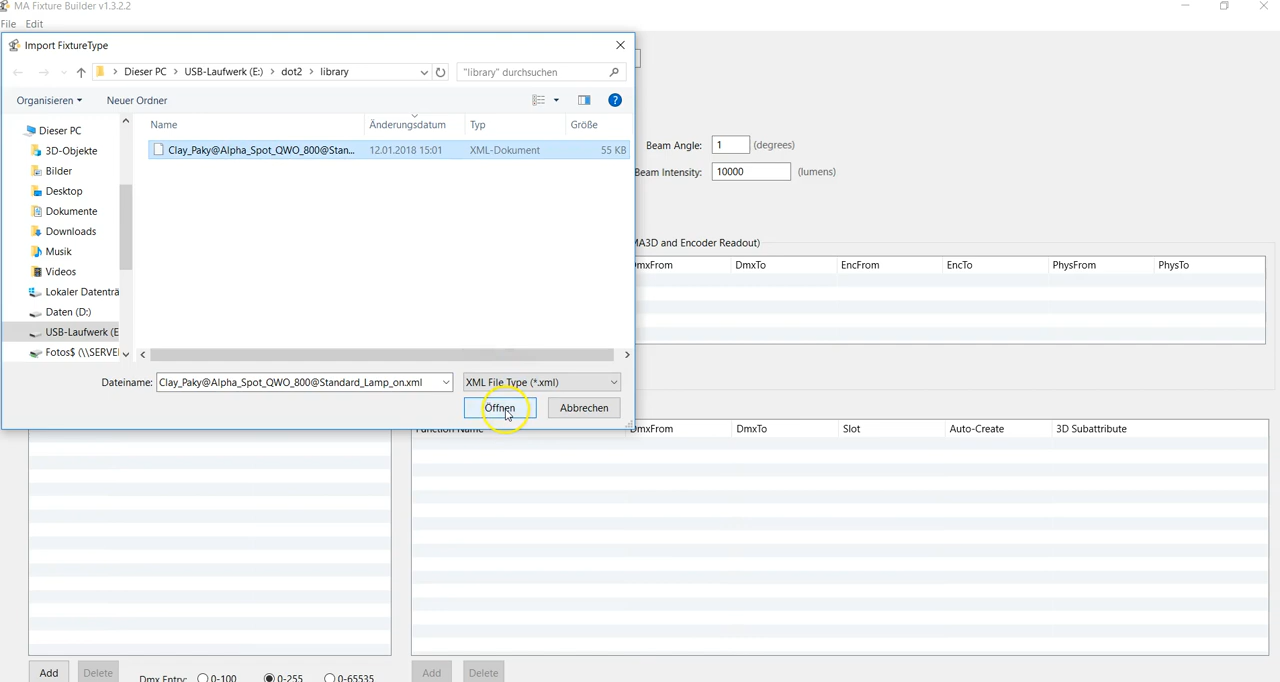 MA Fixture Builder v1.3.2.2
File Edit
Import FixtureType
Dieser PC > USB-Laufwerk (E:) > dot2 > library
"library" durchsuchen
Organisieren Neuer Ordner
Name Änderungsdatum Typ Größe
Clay_Paky@Alpha_Spot_QWO_800@Stan... 12.01.2018 15:01 XML-Dokument 55 KB
Dieser PC
3D-Objekte
Bilder
Desktop
Dokumente
Downloads
Musik
Videos
Lokaler Datenträ
Daten (D:)
USB-Laufwerk (E
Fotos$ (\\SERVER
Dateiname: Clay_Paky@Alpha_Spot_QWO_800@Standard_Lamp_on.xml XML File Type (*.xml)
Öffnen Abbrechen
Beam Angle: 1 (degrees)
Beam Intensity: 10000 (lumens)
MA3D and Encoder Readout)
DmxFrom DmxTo EncFrom EncTo PhysFrom PhysTo
Function Name DmxFrom DmxTo Slot Auto-Create 3D Subattribute
Add Delete Dmx Entry: 0-100 0-255 0-65535 Add Delete